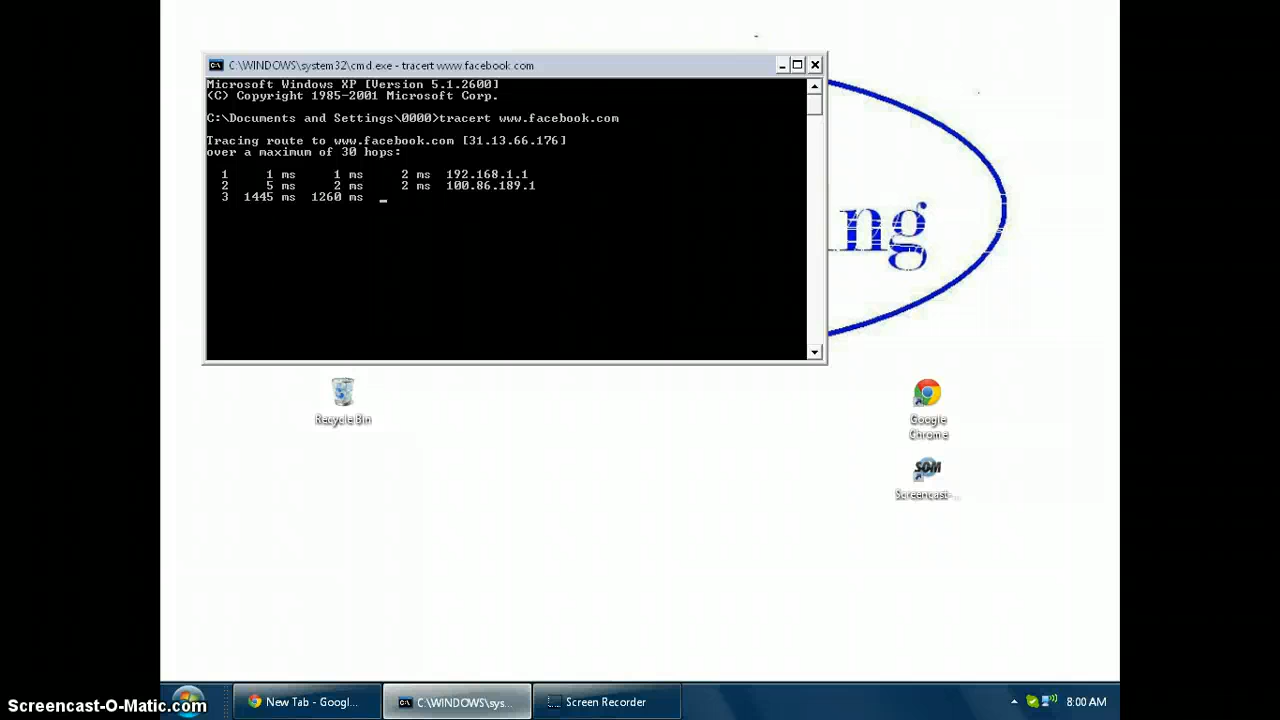 C:\WINDOWS\system32\cmd.exe - tracert www.facebook.com
Microsoft Windows XP [Version 5.1.2600]
(C) Copyright 1985-2001 Microsoft Corp.
C:\Documents and Settings\0000>tracert www.facebook.com
Tracing route to www.facebook.com [31.13.66.176]
over a maximum of 30 hops:
1 1 ms 1 ms 2 ms 192.168.1.1
2 5 ms 2 ms 2 ms 100.86.189.1
3 1445 ms 1260 ms _
ng
Recycle Bin
Google
Chrome
SOM
Screencast-...
New Tab - Googl...
C:\WINDOWS\sys...
Screen Recorder
8:00 AM
Screencast-O-Matic.com